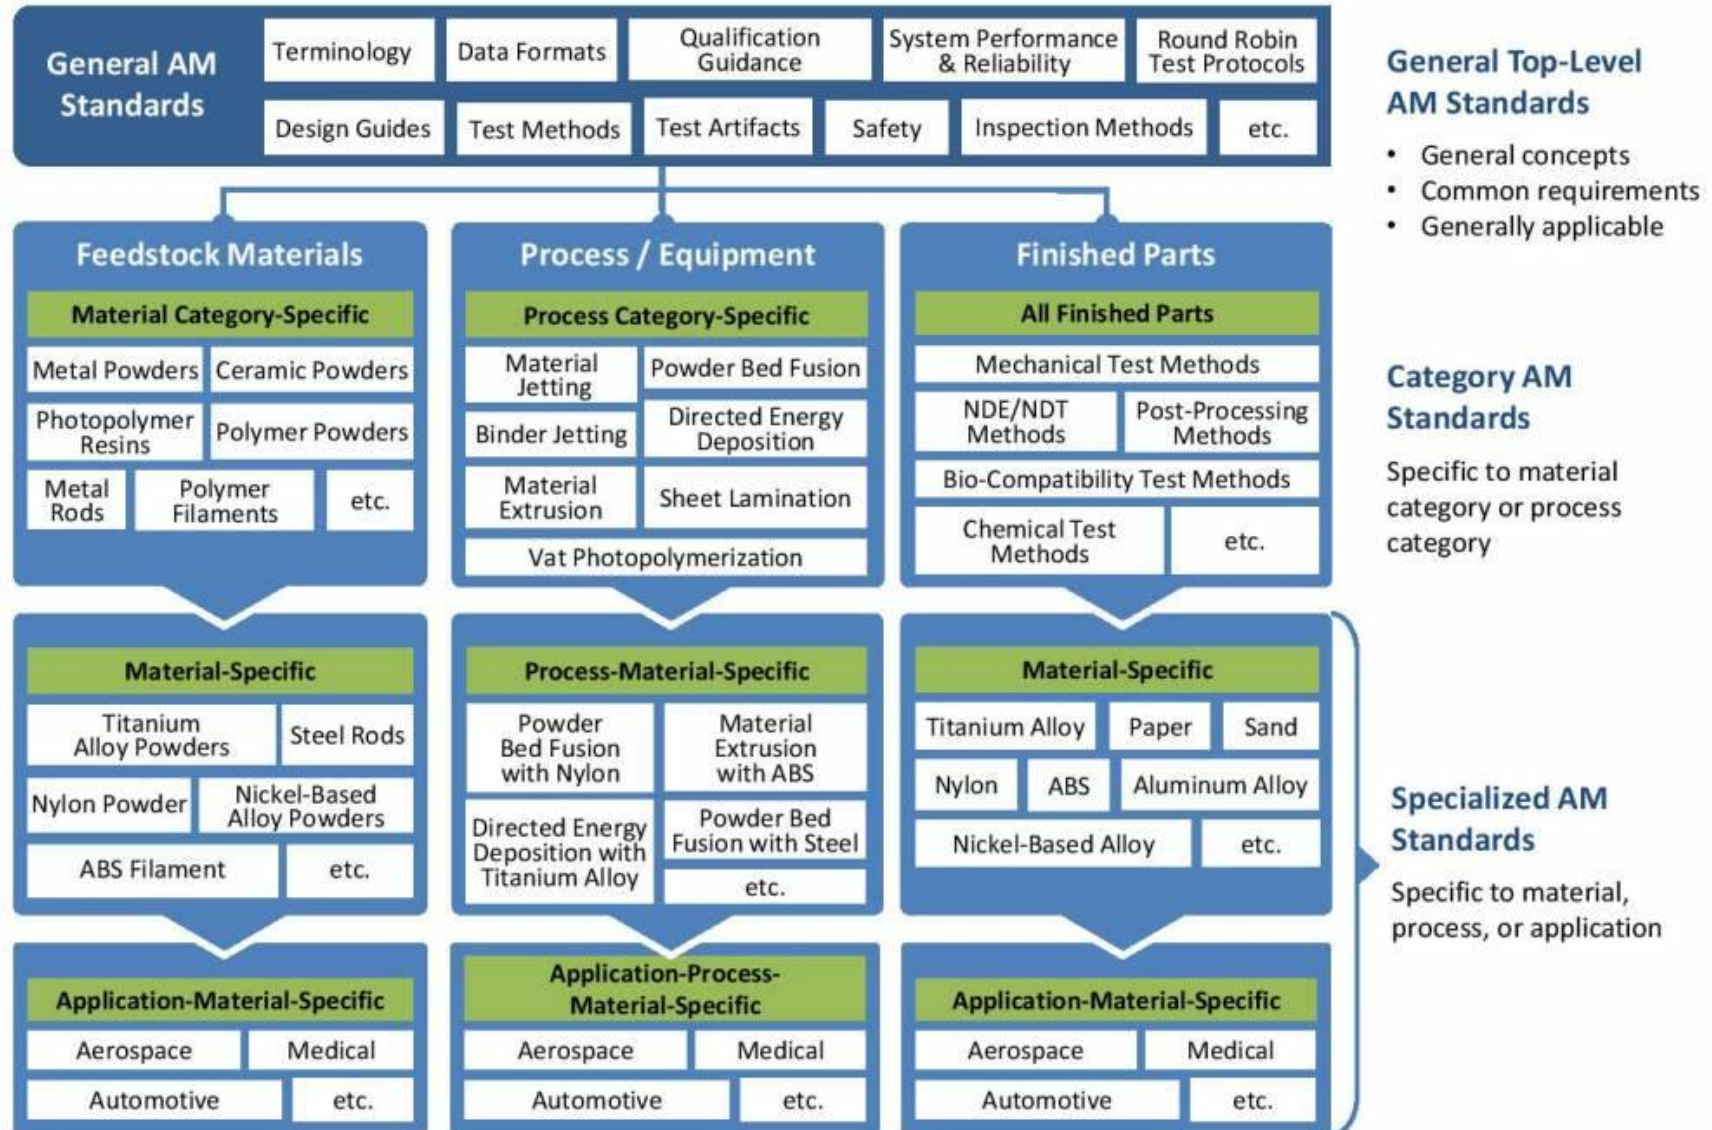 General AM
Standards
Terminology
Data Formats
Qualification
Guidance
System Performance
& Reliability
Round Robin
Test Protocols
Design Guides
Test Methods
Test Artifacts
Safety
Inspection Methods
etc.
General Top-Level
AM Standards
• General concepts
• Common requirements
• Generally applicable
Feedstock Materials
Material Category-Specific
Metal Powders
Ceramic Powders
Photopolymer
Resins
Polymer Powders
Metal
Rods
Polymer
Filaments
etc.
Process / Equipment
Process Category-Specific
Material
Jetting
Powder Bed Fusion
Binder Jetting
Directed Energy
Deposition
Material
Extrusion
Sheet Lamination
Vat Photopolymerization
Finished Parts
All Finished Parts
Mechanical Test Methods
NDE/NDT
Methods
Post-Processing
Methods
Bio-Compatibility Test Methods
Chemical Test
Methods
etc.
Category AM
Standards
Specific to material
category or process
category
Material-Specific
Titanium
Alloy Powders
Steel Rods
Nylon Powder
Nickel-Based
Alloy Powders
ABS Filament
etc.
Process-Material-Specific
Powder
Bed Fusion
with Nylon
Material
Extrusion
with ABS
Directed Energy
Deposition with
Titanium Alloy
Powder Bed
Fusion with Steel
etc.
Material-Specific
Titanium Alloy
Paper
Sand
Nylon
ABS
Aluminum Alloy
Nickel-Based Alloy
etc.
Specialized AM
Standards
Specific to material,
process, or application
Application-Material-Specific
Aerospace
Medical
Automotive
etc.
Application-Process-
Material-Specific
Aerospace
Medical
Automotive
etc.
Application-Material-Specific
Aerospace
Medical
Automotive
etc.